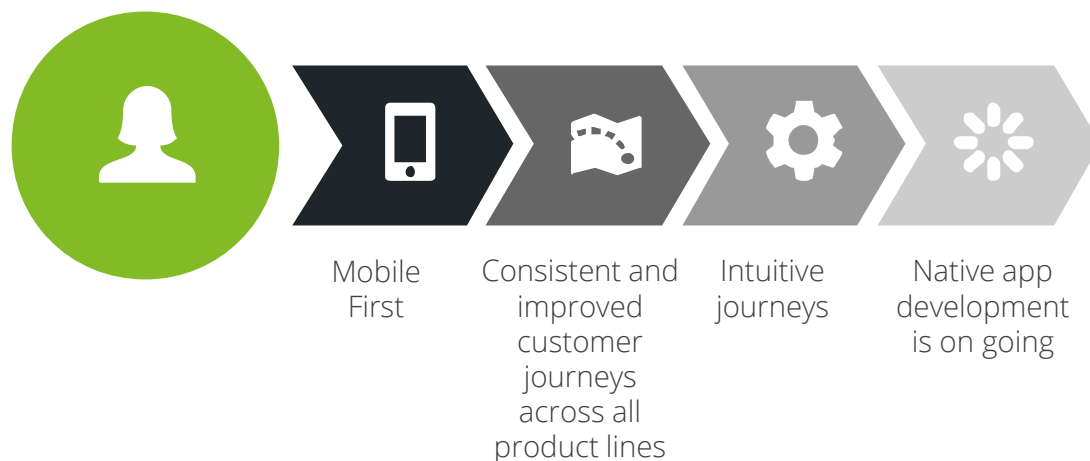 Mobile
First
Consistent and
improved
customer
journeys
across all
product lines
Intuitive
journeys
Native app
development
is on going